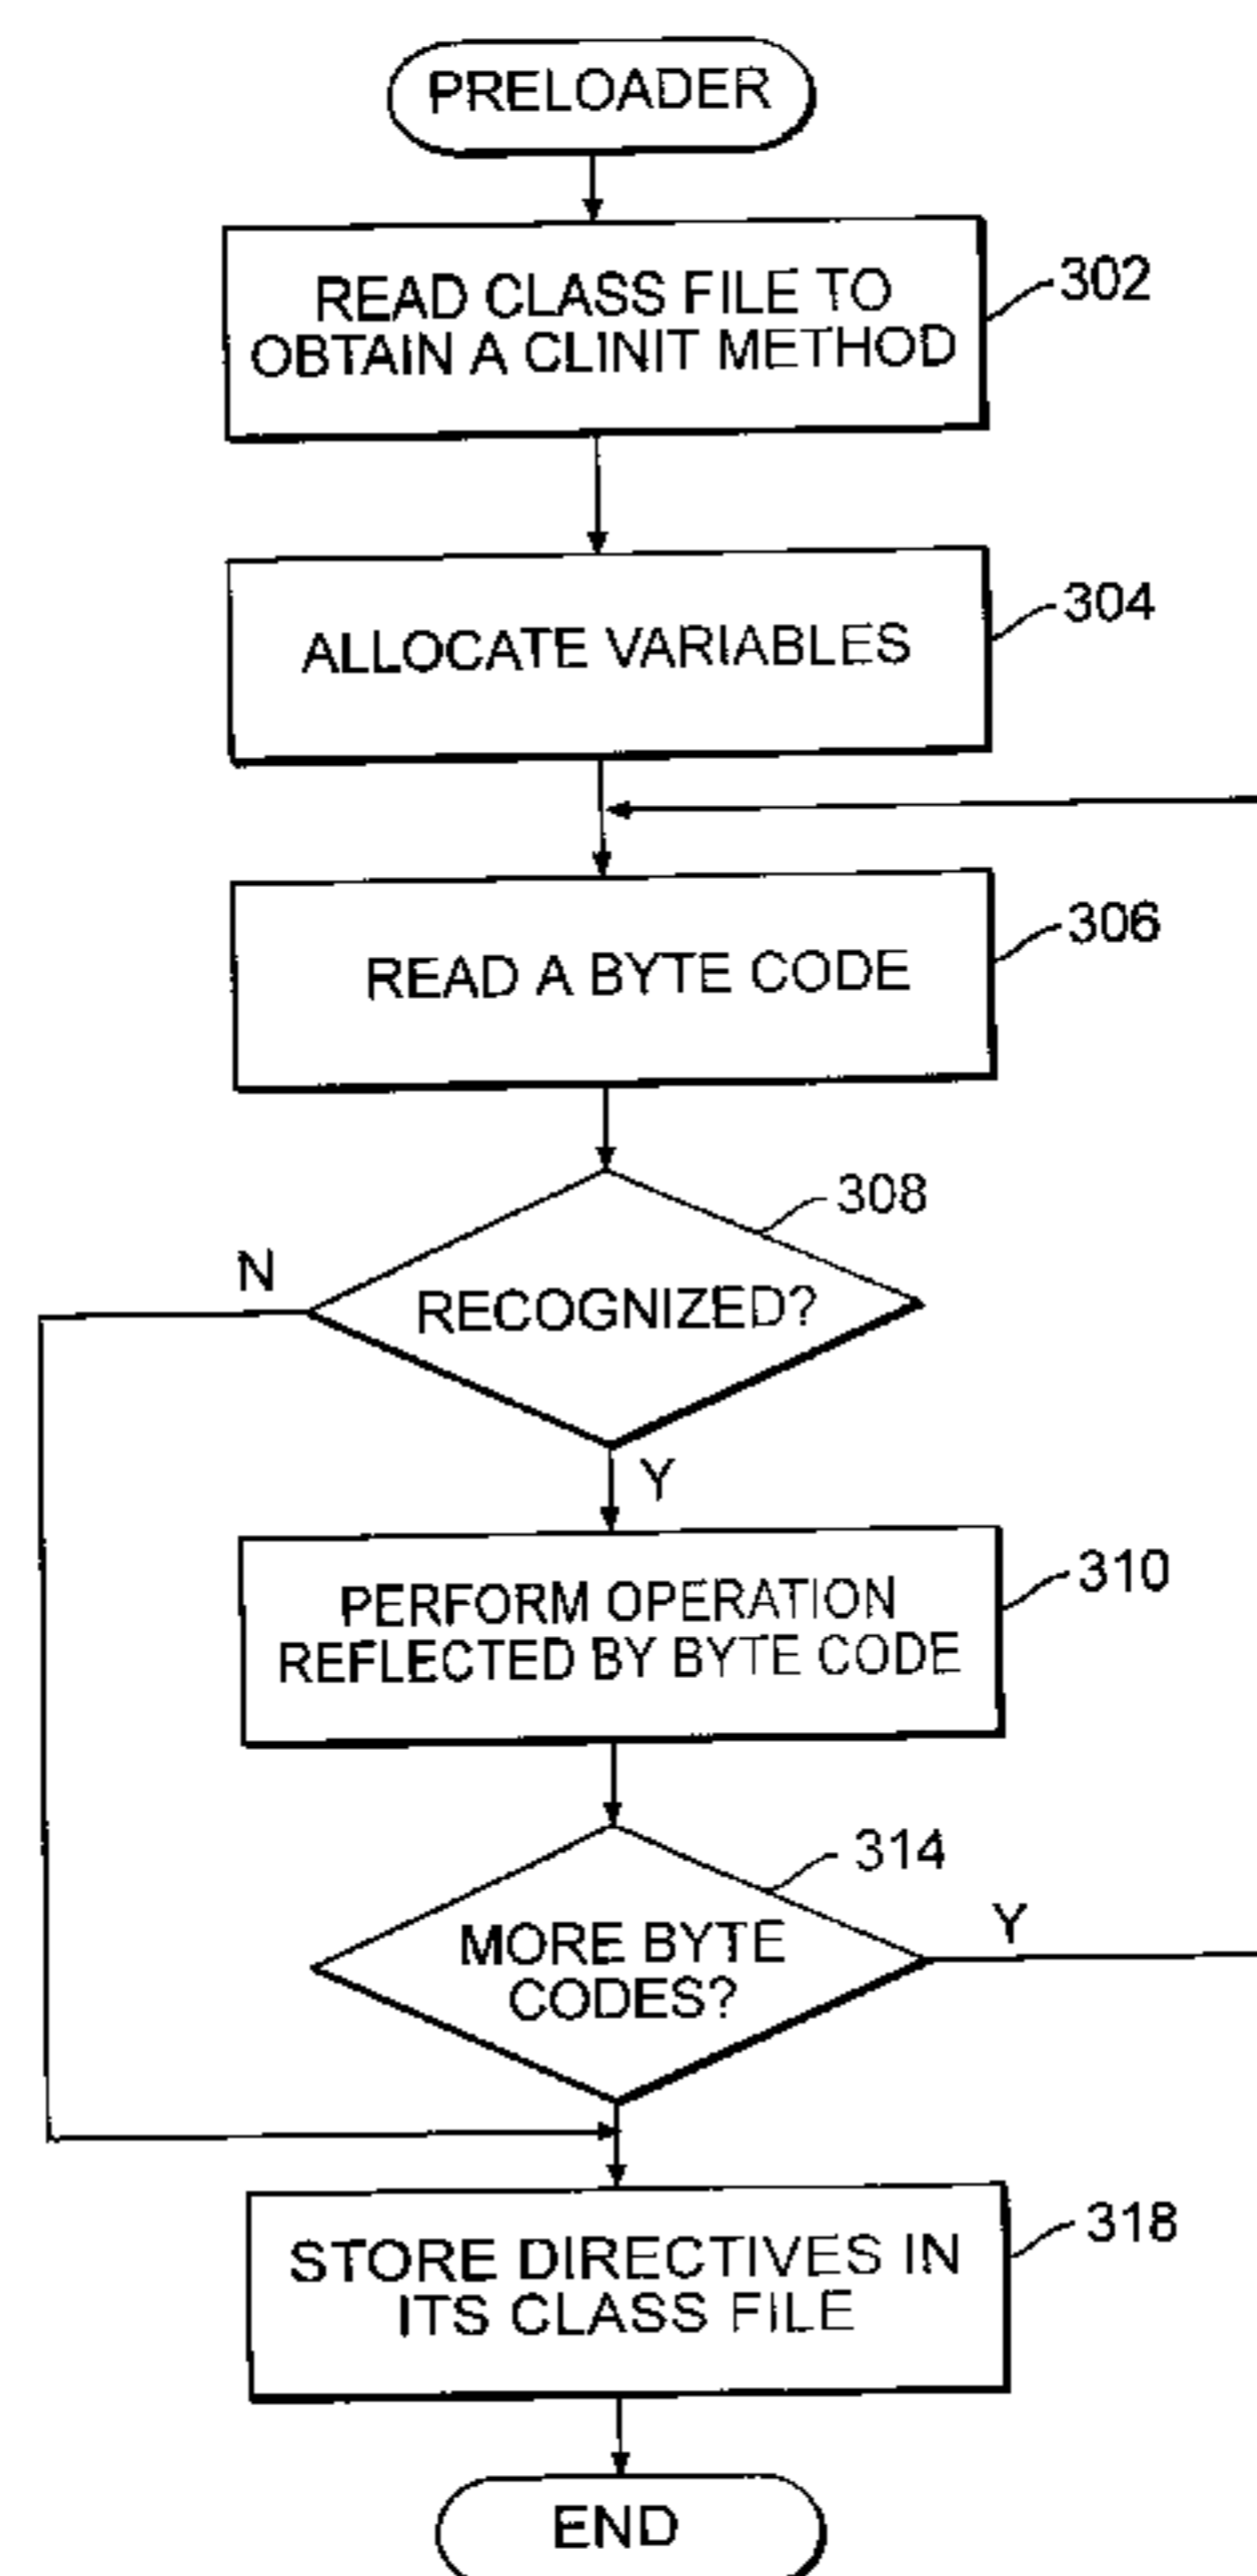 PRELOADER
READ CLASS FILE TO
OBTAIN A CLINIT METHOD
302
ALLOCATE VARIABLES
304
READ A BYTE CODE
306
308
N
RECOGNIZED?
Y
PERFORM OPERATION
REFLECTED BY BYTE CODE
310
314
MORE BYTE
CODES?
Y
STORE DIRECTIVES IN
ITS CLASS FILE
318
END